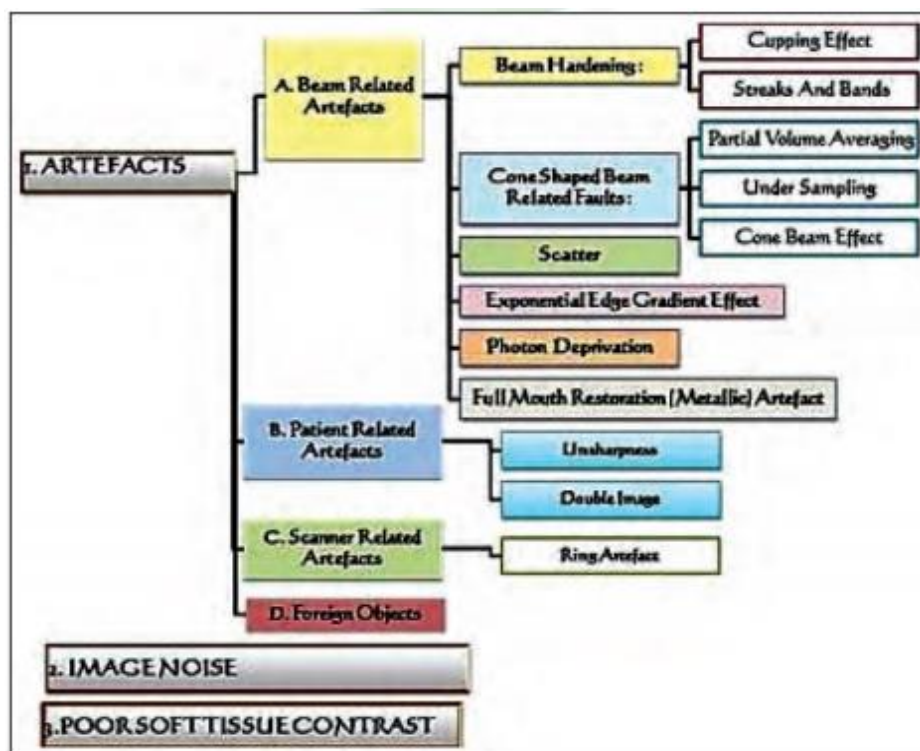 1. ARTEFACTS
A. Beam Related
Artefacts
Beam Hardening :
Cupping Effect
Streaks And Bands
Cone Shaped Beam
Related Faults :
Partial Volume Averaging
Under Sampling
Cone Beam Effect
Scatter
Exponential Edge Gradient Effect
Photon Deprivation
Full Mouth Restoration (Metallic) Artefact
B. Patient Related
Artefacts
Unsharpness
Double Image
C. Scanner Related
Artefacts
Ring Artefact
D. Foreign Objects
2. IMAGE NOISE
3. POOR SOFT TISSUE CONTRAST